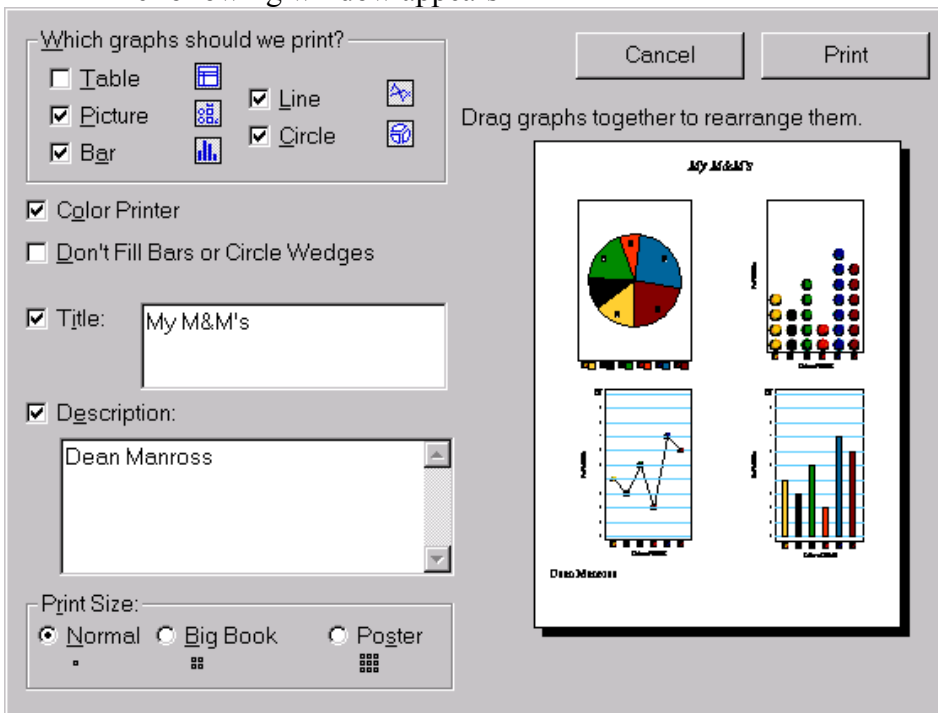 Which graphs should we print?
Table
Picture
Bar
Line
Circle
Cancel
Print
Color Printer
Don't Fill Bars or Circle Wedges
Title:
My M&M's
Description:
Dean Manross
Print Size:
Normal
Big Book
Poster
Drag graphs together to rearrange them.
My M&M's
Dean Manross